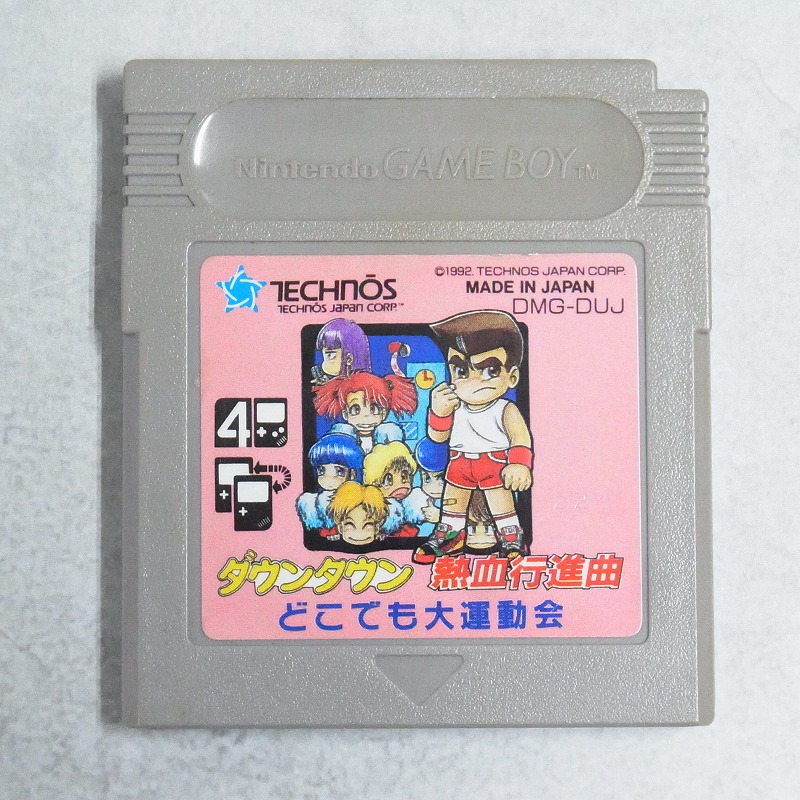 Nintendo GAME BOY TM
TECHNŌS
TECHNŌS JAPAN CORP.™
©1992. TECHNOS JAPAN CORP.
MADE IN JAPAN
DMG-DUJ
4
ダウンタウン 熱血行進曲
どこでも大運動会